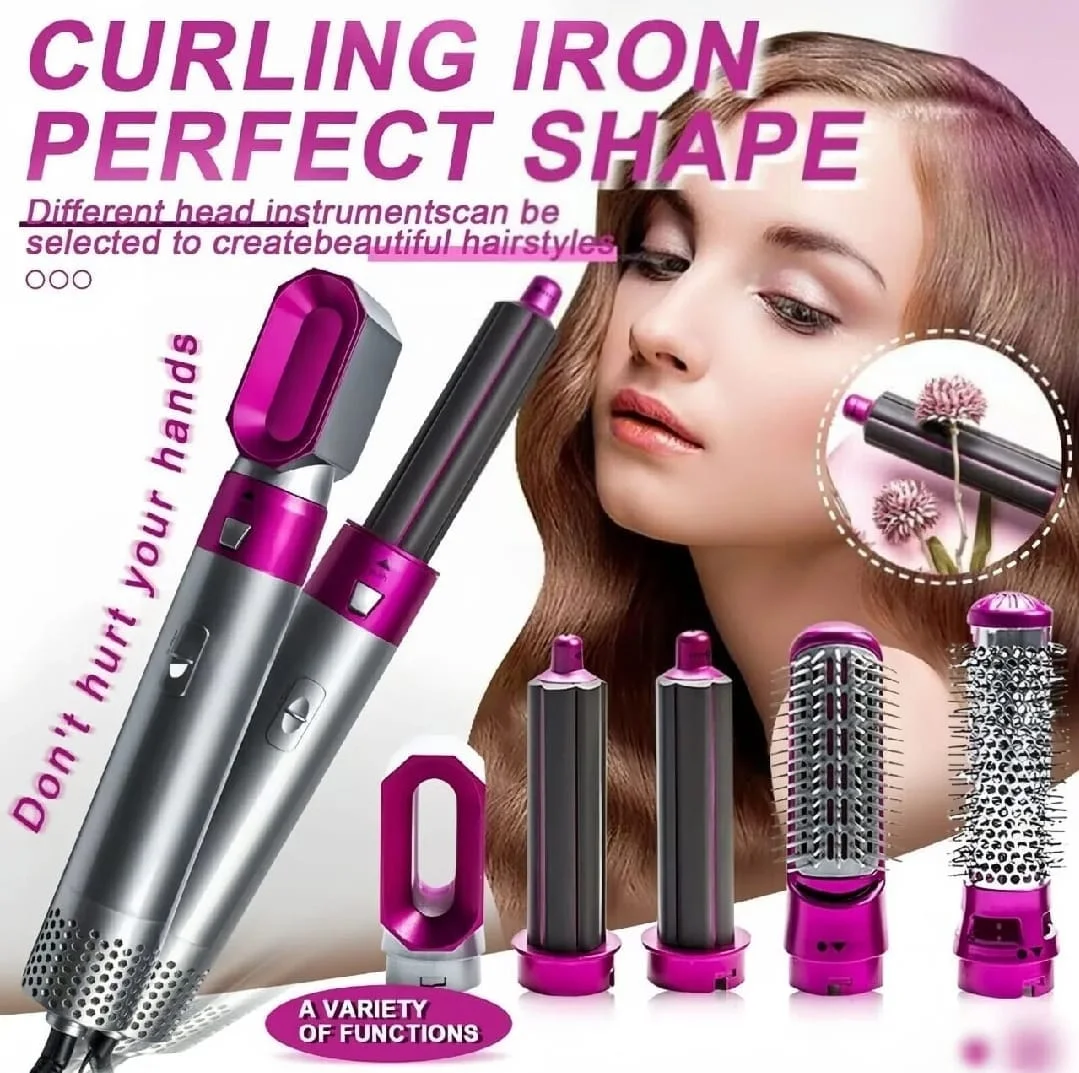 CURLING IRON
PERFECT SHAPE
Different head instrumentscan be
selected to createbeautiful hairstyles
Don't hurt your hands
A VARIETY
OF FUNCTIONS